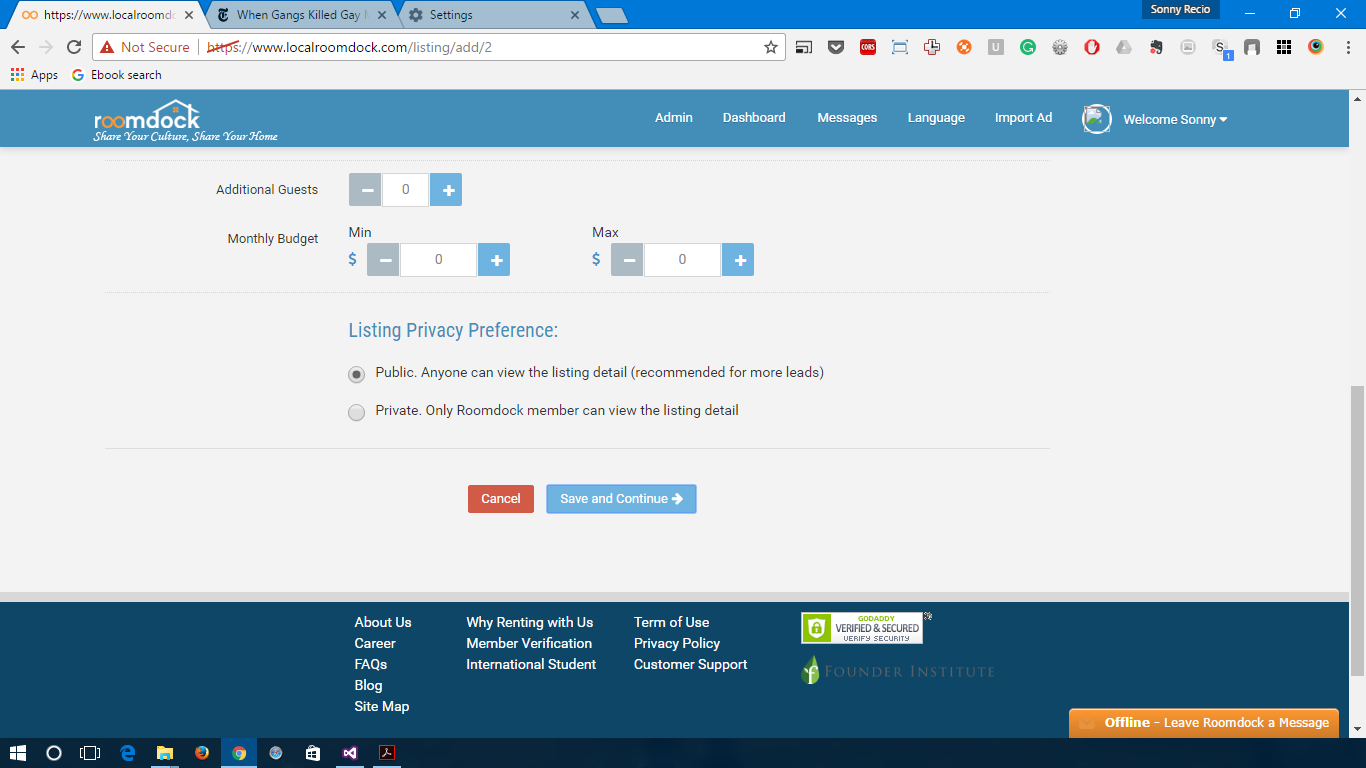 https://www.localroomd
When Gangs Killed Gay
Settings
Sonny Recio
Not Secure
https://www.localroomdock.com/listing/add/2
CORS
U
S
1
Apps
Ebook search
roomdock
Share Your Culture, Share Your Home
Admin
Dashboard
Messages
Language
Import Ad
Welcome Sonny
Additional Guests
0
Monthly Budget
Min
Max
$ 0
$ 0
Listing Privacy Preference:
Public. Anyone can view the listing detail (recommended for more leads)
Private. Only Roomdock member can view the listing detail
Cancel
Save and Continue
About Us
Career
FAQs
Blog
Site Map
Why Renting with Us
Member Verification
International Student
Term of Use
Privacy Policy
Customer Support
GODADDY
VERIFIED & SECURED
VERIFY SECURITY
FOUNDER INSTITUTE
Offline - Leave Roomdock a Message